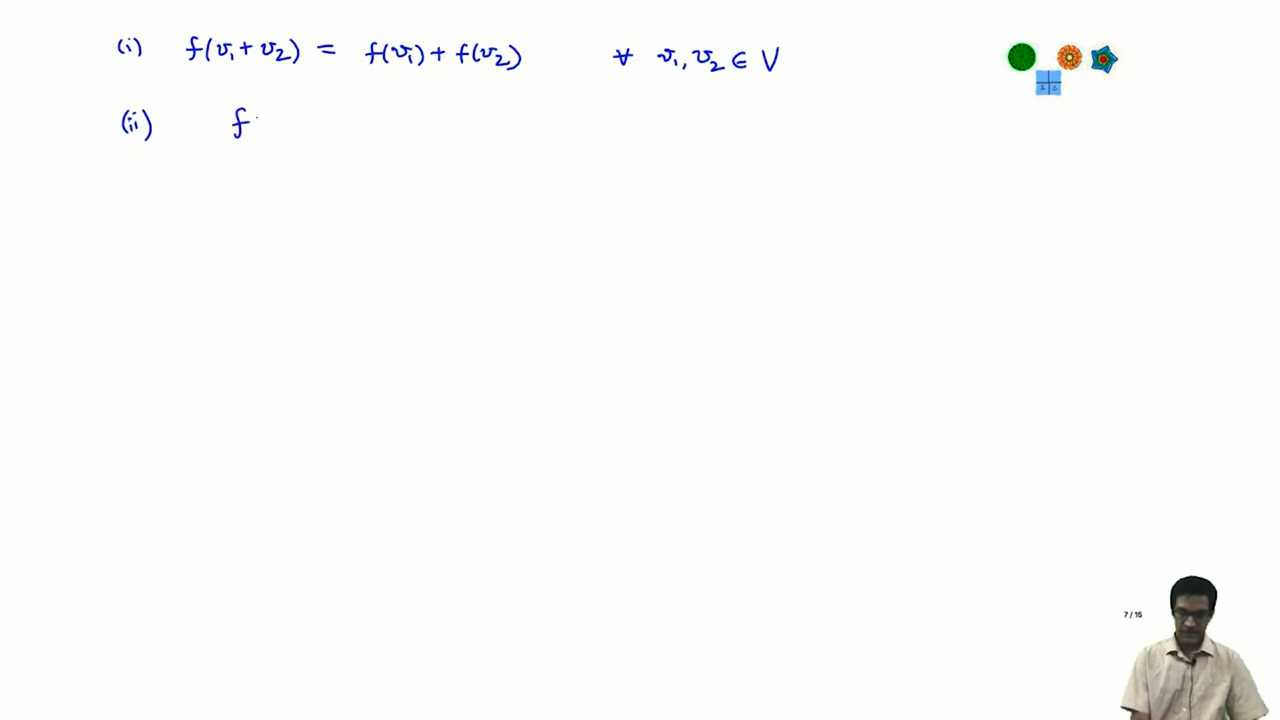 (i) f(v₁+v₂) = f(v₁) + f(v₂) ∀ v₁, v₂ ∈ V
(ii) f
7 / 15